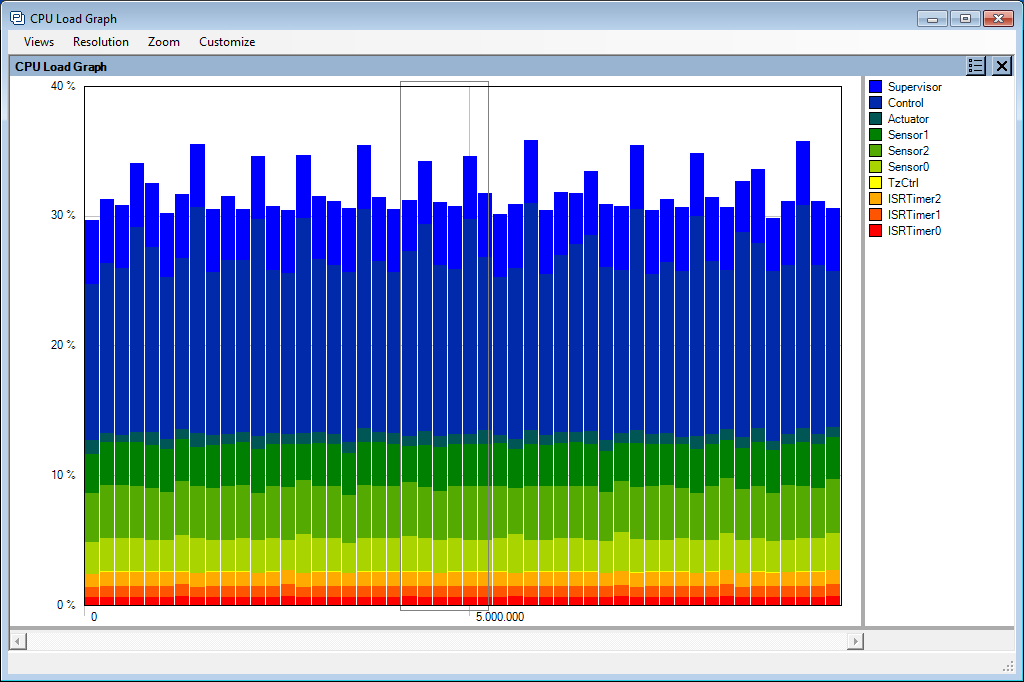 CPU Load Graph
Views Resolution Zoom Customize
CPU Load Graph
40 %
30 %
20 %
10 %
0 %
0 5.000.000
Supervisor
Control
Actuator
Sensor1
Sensor2
Sensor0
TzCtrl
ISRTimer2
ISRTimer1
ISRTimer0